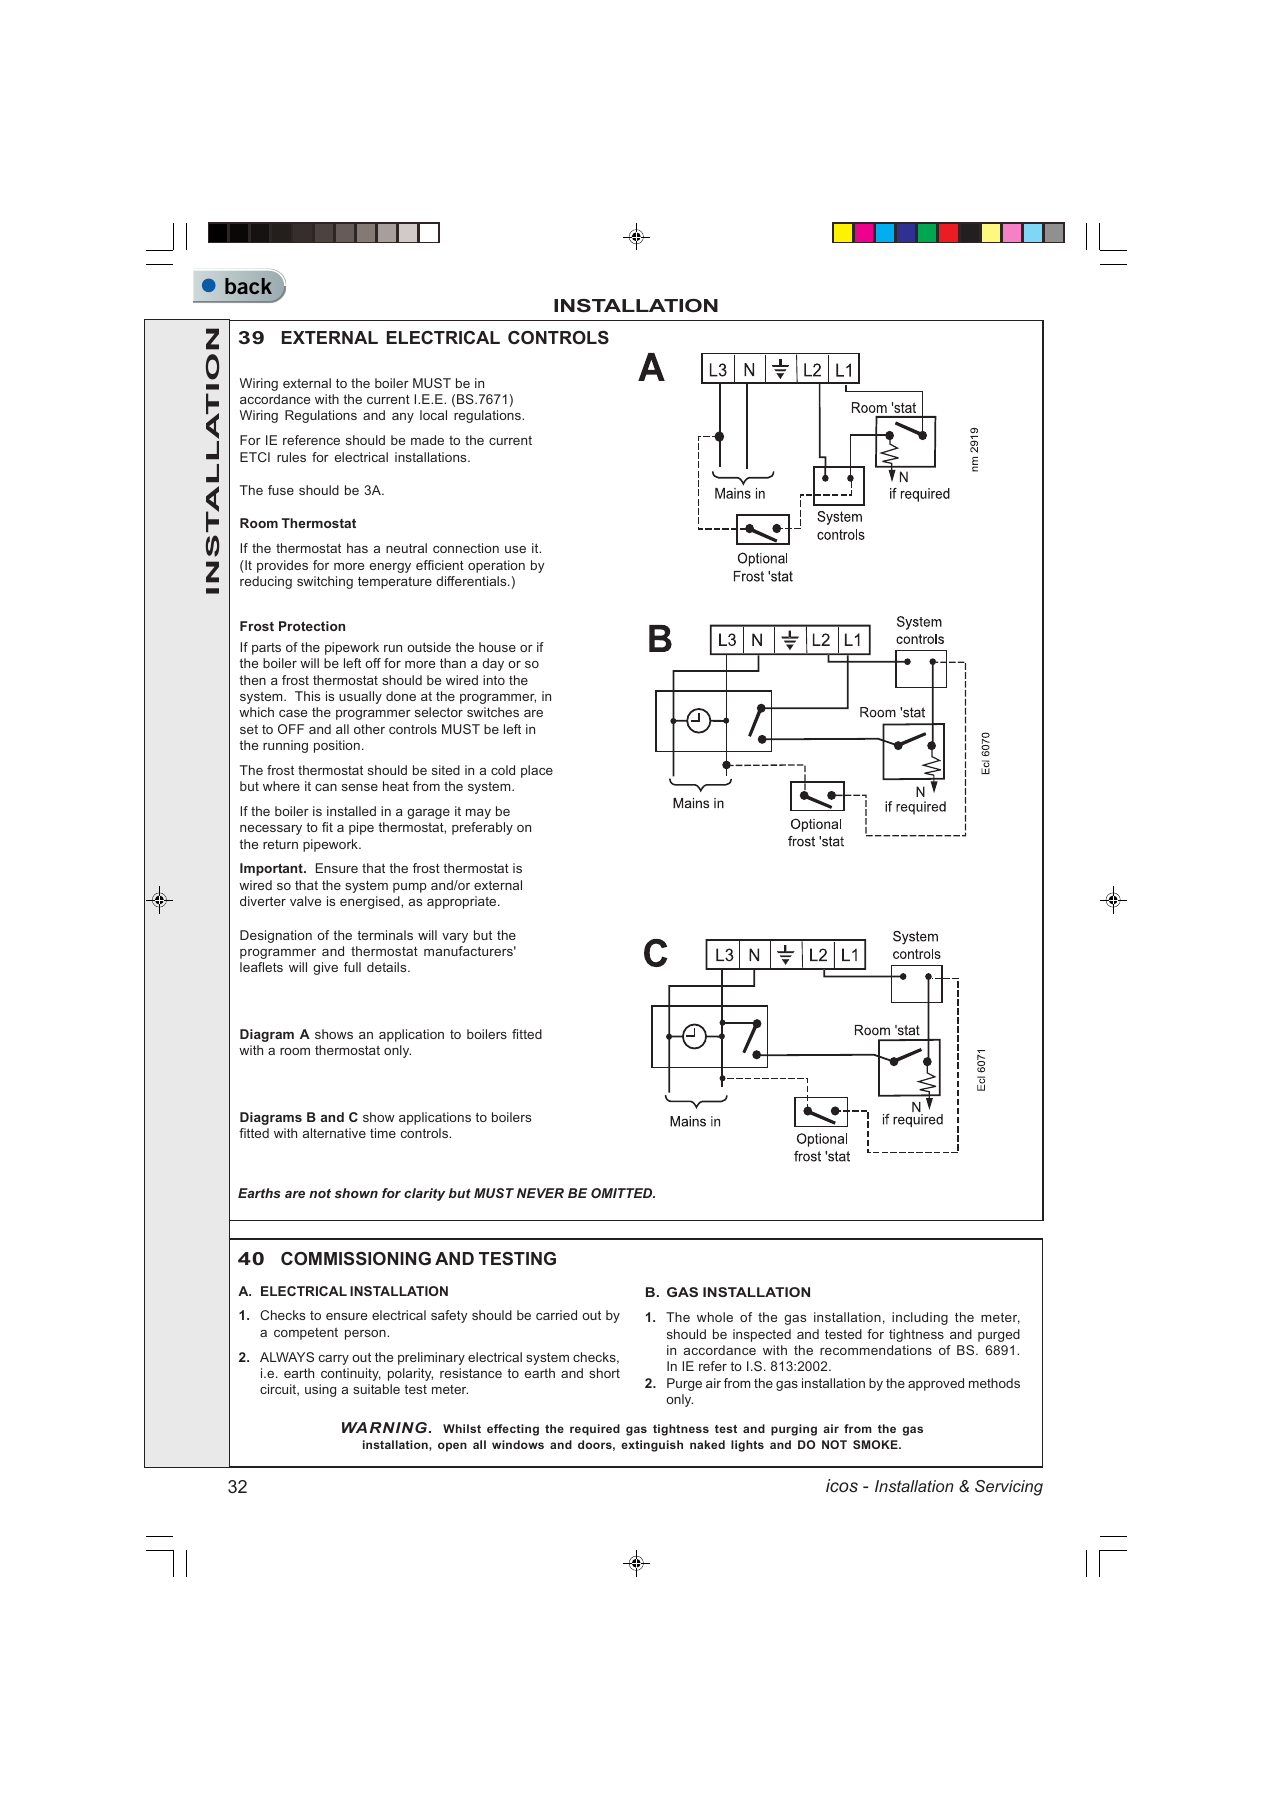 back
INSTALLATION
INSTALLATION
39 EXTERNAL ELECTRICAL CONTROLS
Wiring external to the boiler MUST be in
accordance with the current I.E.E. (BS.7671)
Wiring Regulations and any local regulations.
For IE reference should be made to the current
ETCI rules for electrical installations.
The fuse should be 3A.
Room Thermostat
If the thermostat has a neutral connection use it.
(It provides for more energy efficient operation by
reducing switching temperature differentials.)
Frost Protection
If parts of the pipework run outside the house or if
the boiler will be left off for more than a day or so
then a frost thermostat should be wired into the
system. This is usually done at the programmer, in
which case the programmer selector switches are
set to OFF and all other controls MUST be left in
the running position.
The frost thermostat should be sited in a cold place
but where it can sense heat from the system.
If the boiler is installed in a garage it may be
necessary to fit a pipe thermostat, preferably on
the return pipework.
Important. Ensure that the frost thermostat is
wired so that the system pump and/or external
diverter valve is energised, as appropriate.
Designation of the terminals will vary but the
programmer and thermostat manufacturers'
leaflets will give full details.
Diagram A shows an application to boilers fitted
with a room thermostat only.
Diagrams B and C show applications to boilers
fitted with alternative time controls.
Earths are not shown for clarity but MUST NEVER BE OMITTED.
A
L3 N L2 L1
Room 'stat
nm 2919
N
if required
Mains in
System
controls
Optional
Frost 'stat
B
L3 N L2 L1
System
controls
Room 'stat
Ecl 6070
N
if required
Mains in
Optional
frost 'stat
C
L3 N L2 L1
System
controls
Room 'stat
Ecl 6071
N
if required
Mains in
Optional
frost 'stat
40 COMMISSIONING AND TESTING
A. ELECTRICAL INSTALLATION
1. Checks to ensure electrical safety should be carried out by
a competent person.
2. ALWAYS carry out the preliminary electrical system checks,
i.e. earth continuity, polarity, resistance to earth and short
circuit, using a suitable test meter.
B. GAS INSTALLATION
1. The whole of the gas installation, including the meter,
should be inspected and tested for tightness and purged
in accordance with the recommendations of BS. 6891.
In IE refer to I.S. 813:2002.
2. Purge air from the gas installation by the approved methods
only.
WARNING. Whilst effecting the required gas tightness test and purging air from the gas
installation, open all windows and doors, extinguish naked lights and DO NOT SMOKE.
32
icos - Installation & Servicing